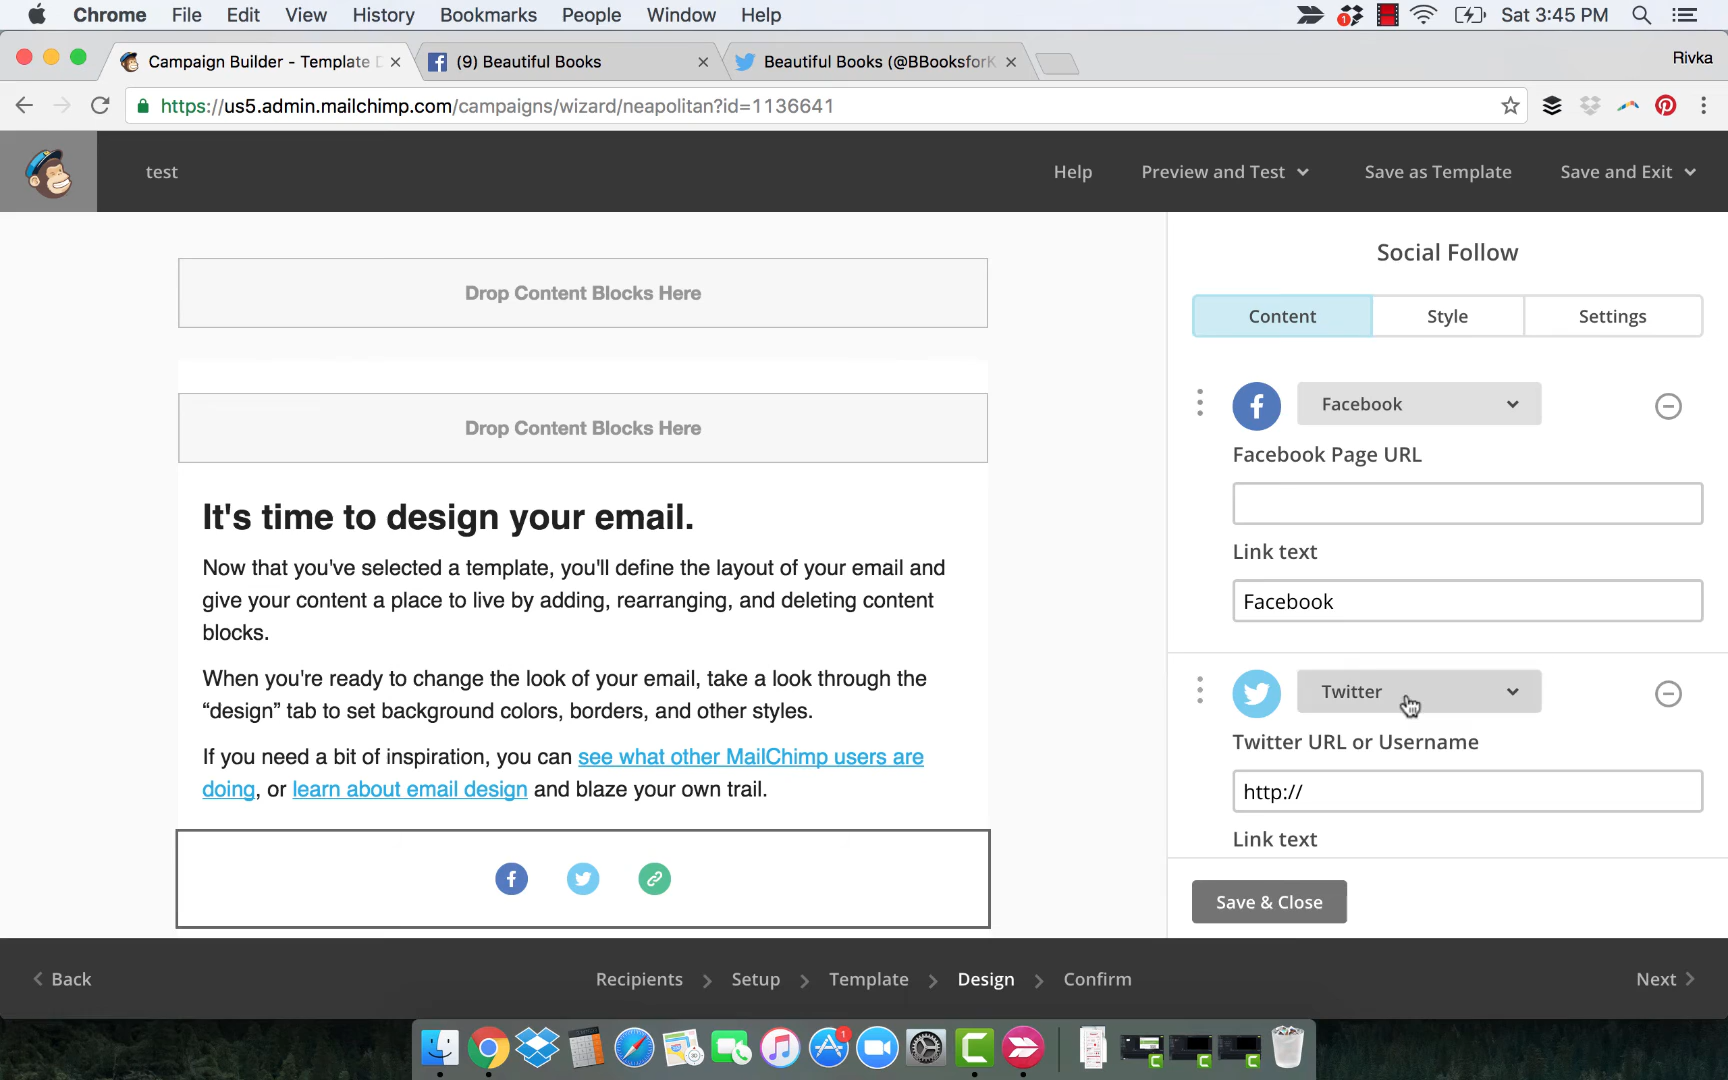 Chrome File Edit View History Bookmarks People Window Help
1 Sat 3:45 PM
Campaign Builder - Template D
(9) Beautiful Books
Beautiful Books (@BBooksforK
Rivka
https://us5.admin.mailchimp.com/campaigns/wizard/neapolitan?id=1136641
test
Help Preview and Test Save as Template Save and Exit
Drop Content Blocks Here
Drop Content Blocks Here
It's time to design your email.
Now that you've selected a template, you'll define the layout of your email and
give your content a place to live by adding, rearranging, and deleting content
blocks.
When you're ready to change the look of your email, take a look through the
“design” tab to set background colors, borders, and other styles.
If you need a bit of inspiration, you can see what other MailChimp users are
doing, or learn about email design and blaze your own trail.
Social Follow
Content Style Settings
Facebook
Facebook Page URL
Link text
Facebook
Twitter
Twitter URL or Username
http://
Link text
Save & Close
Back
Recipients Setup Template Design Confirm
Next
1